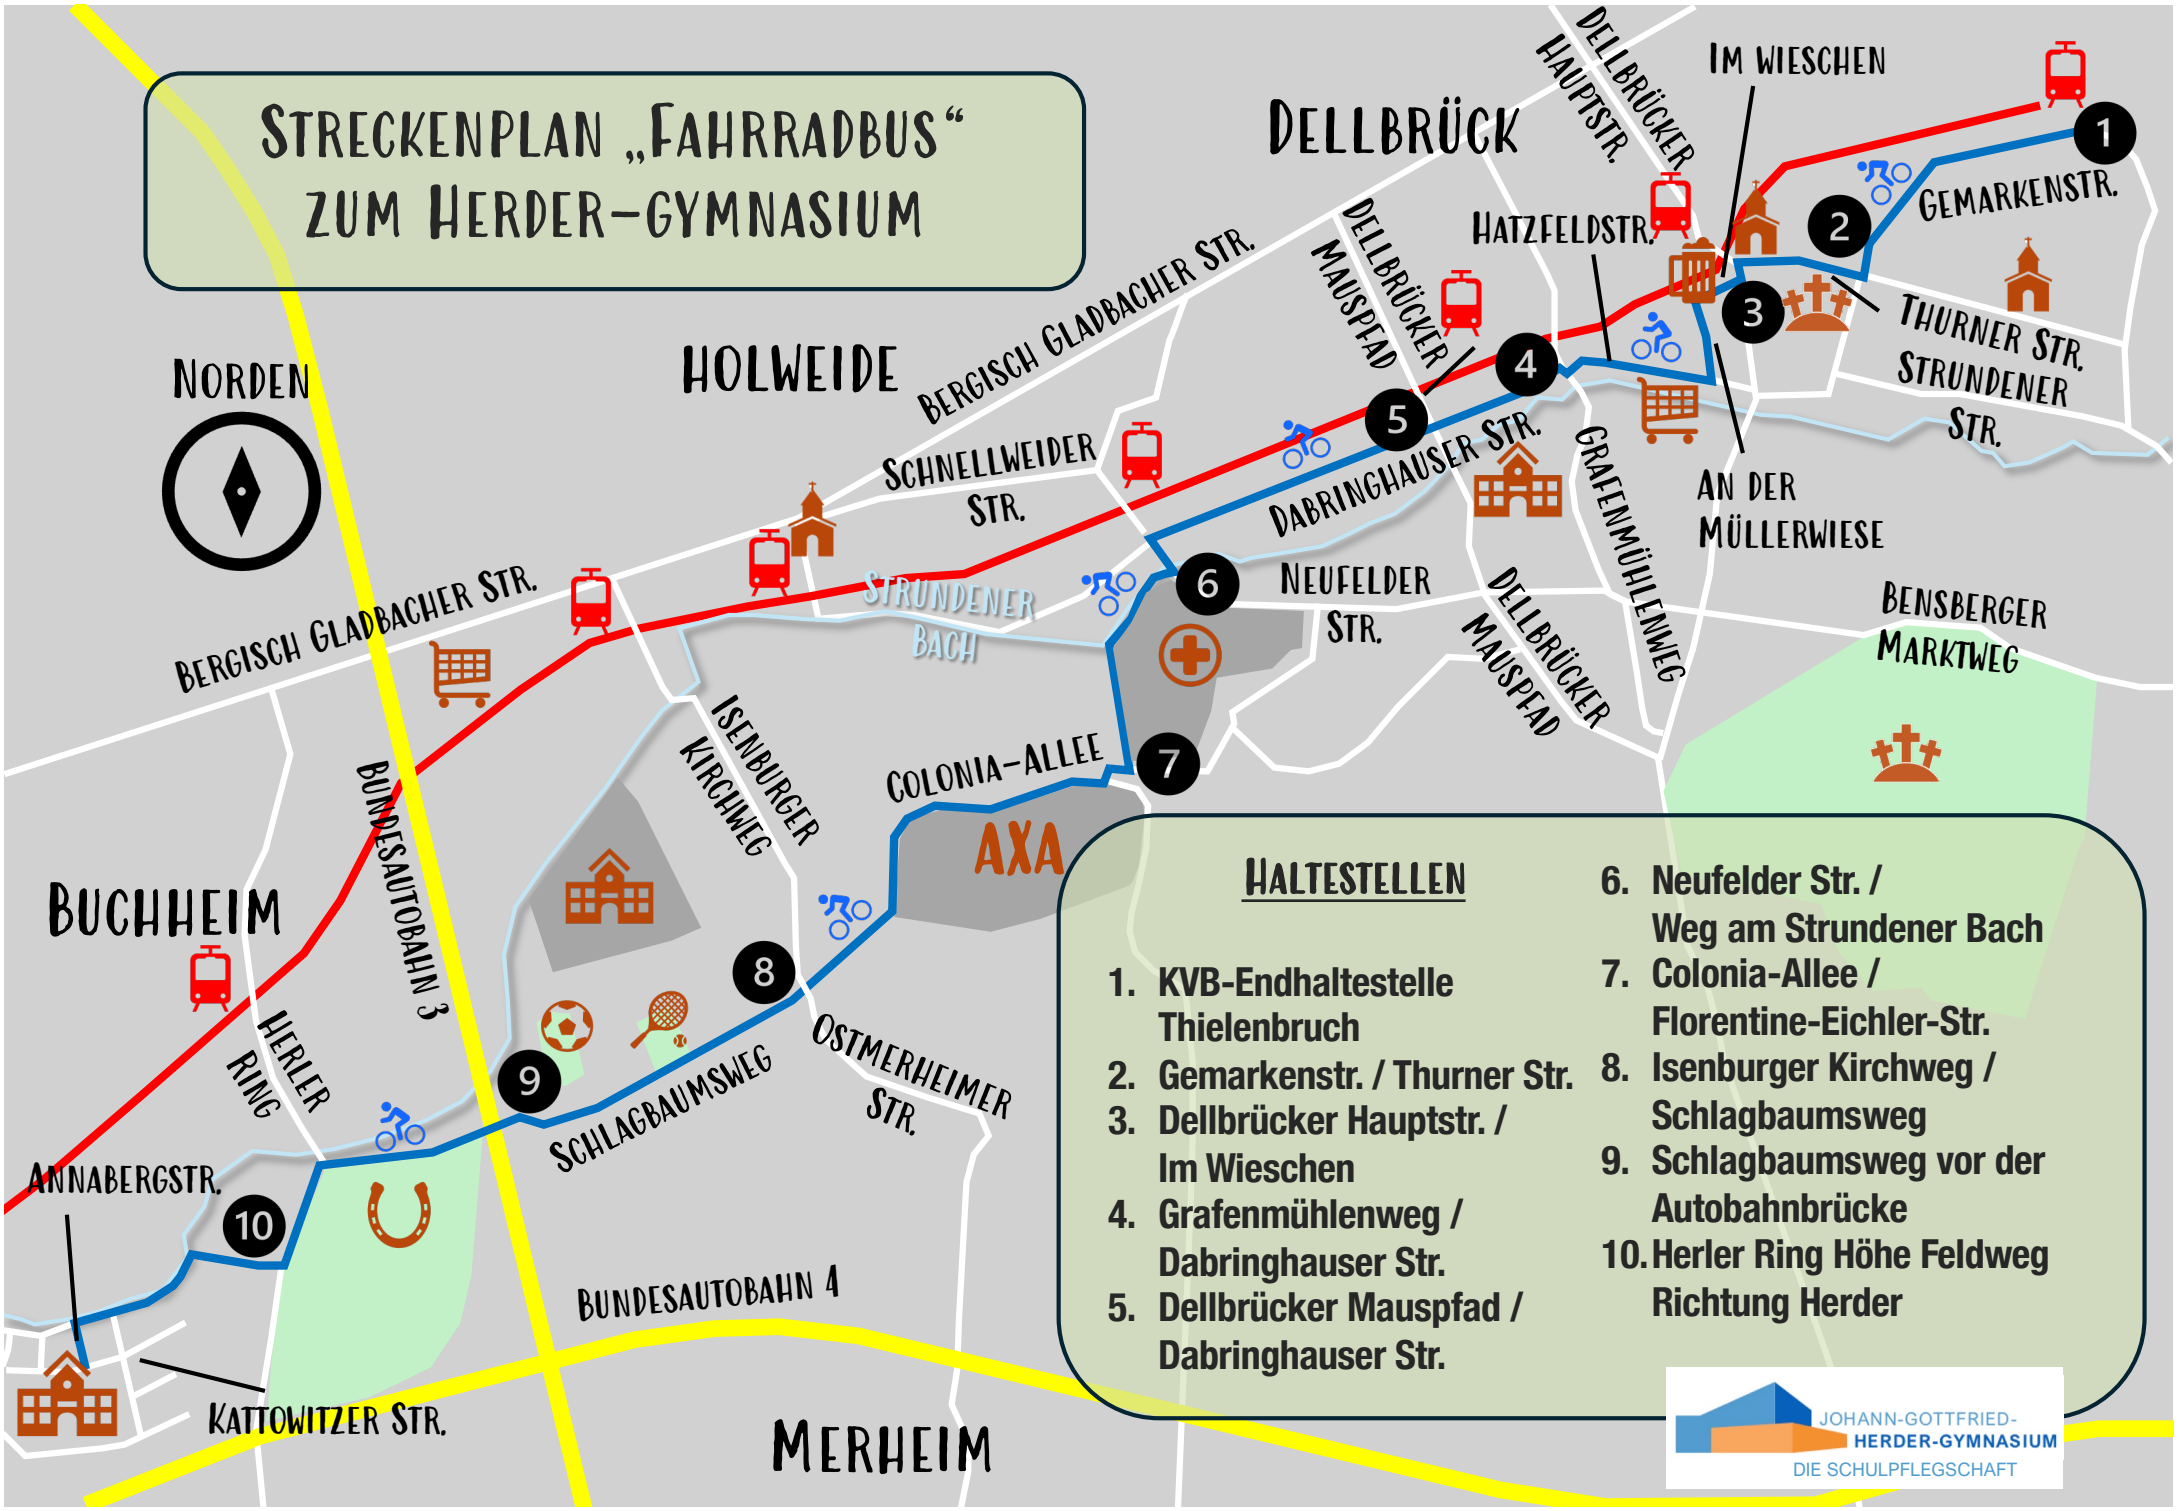 STRECKENPLAN „FAHRRADBUS“
ZUM HERDER-GYMNASIUM
NORDEN
DELLBRÜCK
HOLWEIDE
BUCHHEIM
MERHEIM
DELLBRÜCKER
HAUPTSTR.
IM WIESCHEN
1
GEMARKENSTR.
2
HATZFELDSTR.
3
THURNER STR.
STRUNDENER
STR.
DELLBRÜCKER
MAUSPFAD
4
5
BERGISCH GLADBACHER STR.
SCHNELLWEIDER
STR.
DABRINGHAUSER STR.
GRAFENMÜHLENWEG
AN DER
MÜLLERWIESE
6
NEUFELDER
STR.
STRUNDENER
BACH
BERGISCH GLADBACHER STR.
DELLBRÜCKER
MAUSPFAD
BENSBERGER
MARKTWEG
ISENBURGER
KIRCHWEG
COLONIA-ALLEE
7
AXA
BUNDESAUTOBAHN 3
8
OSTMERHEIMER
STR.
HERLER
RING
9
SCHLAGBAUMSWEG
ANNABERGSTR.
10
BUNDESAUTOBAHN 4
KATTOWITZER STR.
HALTESTELLEN
1. KVB-Endhaltestelle
Thielenbruch
2. Gemarkenstr. / Thurner Str.
3. Dellbrücker Hauptstr. /
Im Wieschen
4. Grafenmühlenweg /
Dabringhauser Str.
5. Dellbrücker Mauspfad /
Dabringhauser Str.
6. Neufelder Str. /
Weg am Strundener Bach
7. Colonia-Allee /
Florentine-Eichler-Str.
8. Isenburger Kirchweg /
Schlagbaumsweg
9. Schlagbaumsweg vor der
Autobahnbrücke
10. Herler Ring Höhe Feldweg
Richtung Herder
JOHANN-GOTTFRIED-
HERDER-GYMNASIUM
DIE SCHULPFLEGSCHAFT